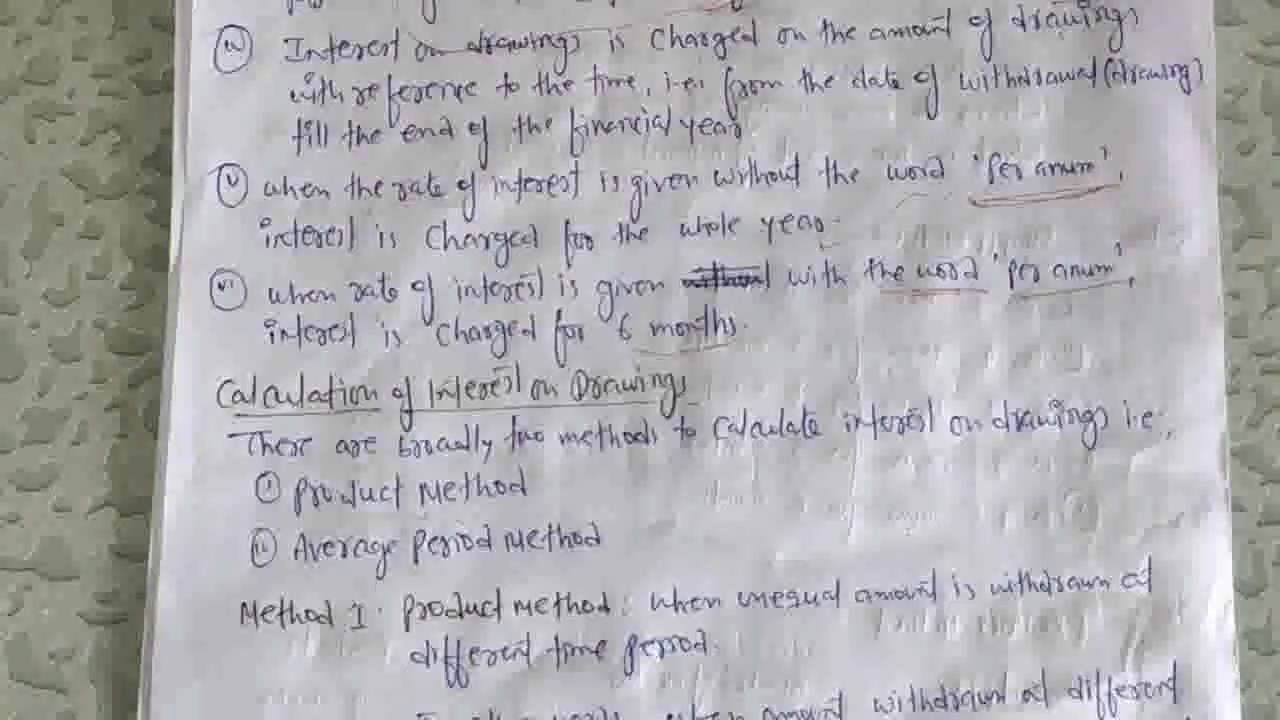 (iv) Interest on drawings is charged on the amount of drawings
with reference to the time, i.e. from the date of withdrawal (drawing)
till the end of the financial year
(v) when the rate of interest is given without the word 'per anum',
interest is charged for the whole year.
(vi) when rate of interest is given with the word 'per anum',
interest is charged for 6 months.
Calculation of Interest on Drawings
There are broadly two methods to calculate interest on drawings i.e.,
(i) product method
(ii) Average period method
Method I. product method: when unequal amount is withdrawn at
different time period.
when amount withdrawn at different